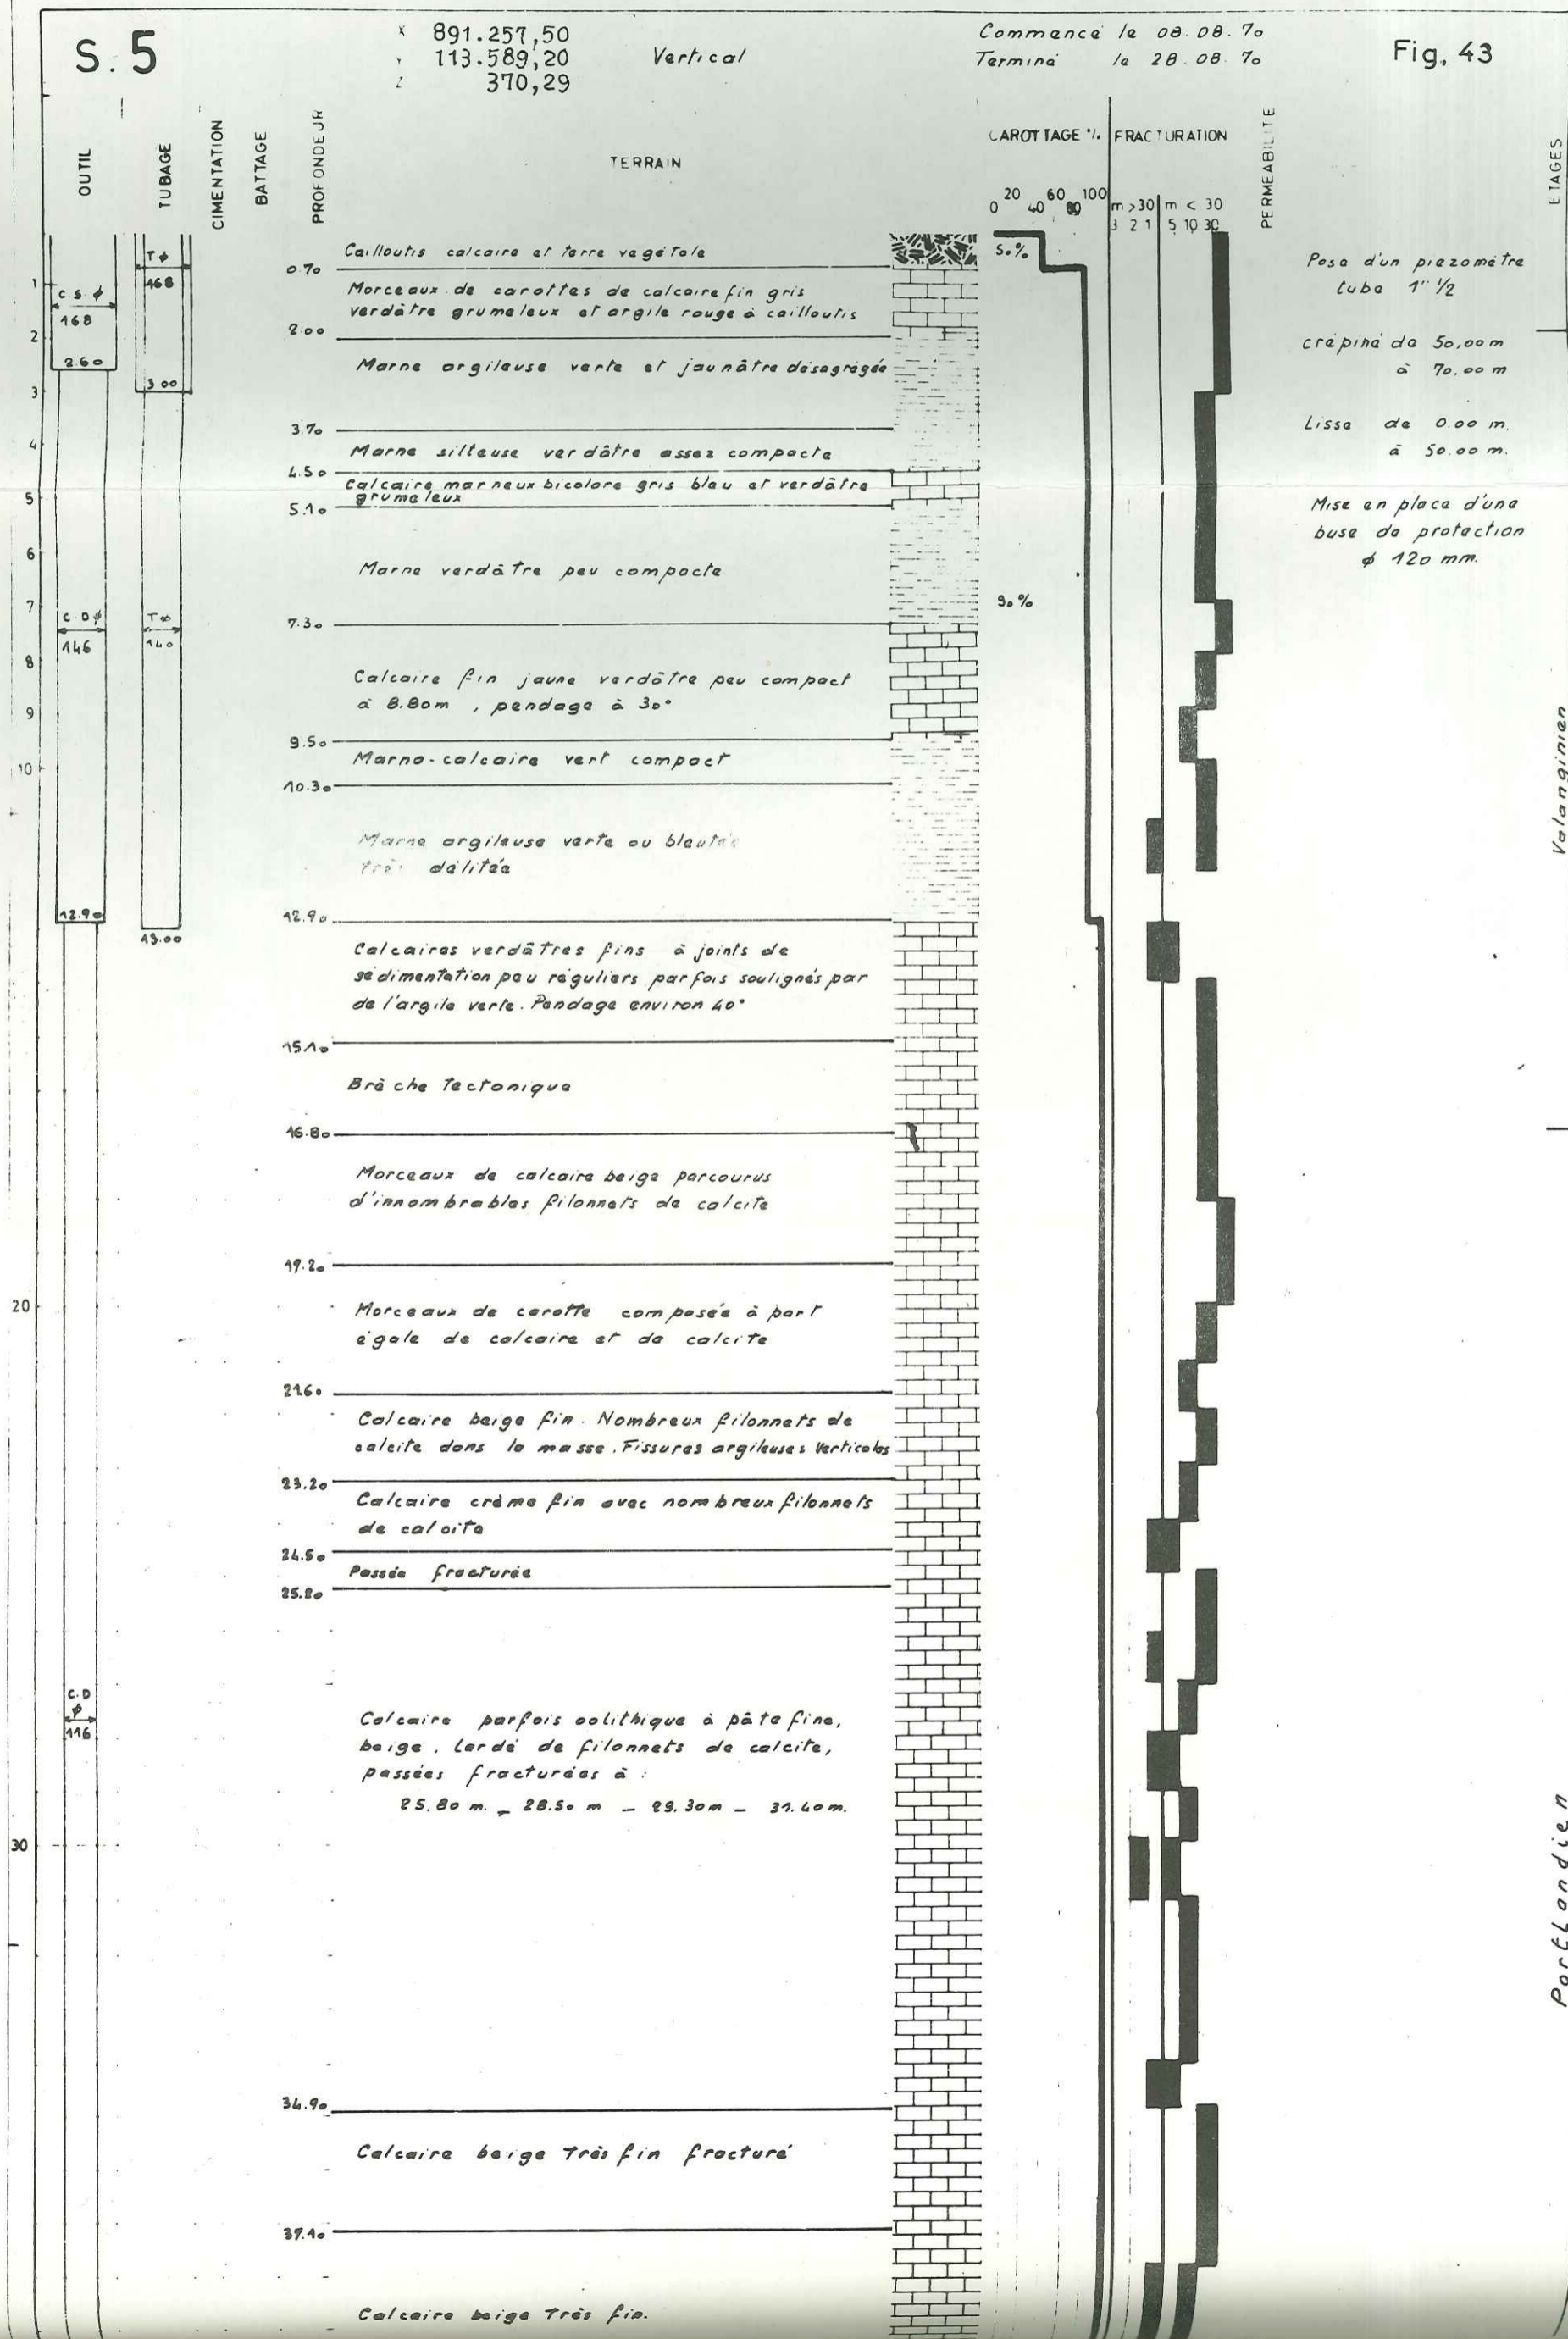 S.5
X 891.257,50
Y 113.589,20
Z 370,29
Vertical
Commencé le 08.08.70
Terminé le 28.08.70
Fig. 43
OUTIL
TUBAGE
CIMENTATION
BATTAGE
PROFONDEUR
TERRAIN
CAROTTAGE %
FRACTURATION
PERMEABILITE
ETAGES
0 20 40 60 80 100
m >30 m < 30
3 2 1 5 10 30
Cailloutis calcaire et terre végétale
50%
0.70
Morceaux de carottes de calcaire fin gris
verdâtre grumeleux et argile rouge à cailloutis
2.00
Marne argileuse verte et jaunâtre désagrégée
3.70
Marne silteuse verdâtre assez compacte
4.50
Calcaire marneux bicolore gris bleu et verdâtre
grumeleux
5.10
Marne verdâtre peu compacte
90%
7.30
Calcaire fin jaune verdâtre peu compact
à 8.80m , pendage à 30°
9.50
Marno-calcaire vert compact
10.30
Marne argileuse verte ou bleutée
très délitée
12.90
Calcaires verdâtres fins à joints de
sédimentation peu réguliers parfois soulignés par
de l'argile verte. Pendage environ 40°
15.10
Brèche tectonique
16.80
Morceaux de calcaire beige parcourus
d'innombrables filonnets de calcite
19.20
Morceaux de carotte composée à part
égale de calcaire et de calcite
21.60
Calcaire beige fin. Nombreux filonnets de
calcite dans la masse. Fissures argileuses Verticales
23.20
Calcaire crème fin avec nombreux filonnets
de calcite
24.50
Passée fracturée
25.20
Calcaire parfois oolithique à pâte fine,
beige. Lardé de filonnets de calcite,
passées fracturées à :
25.80 m. - 28.50 m - 29.30m - 31.40m.
34.90
Calcaire beige Très fin fracturé
37.10
Calcaire beige Très fin.
1
2
3
4
5
6
7
8
9
10
20
30
C.S. ø
168
2.60
C.D ø
146
12.90
C.D
ø
116
T ø
168
3.00
T ø
140
13.00
Pose d'un piezomètre
tube 1" 1/2
crépiné de 50,00m
à 70.00 m
Lisse de 0.00 m.
à 50.00 m.
Mise en place d'une
buse de protection
ø 120 mm.
Valanginien
Portlandien